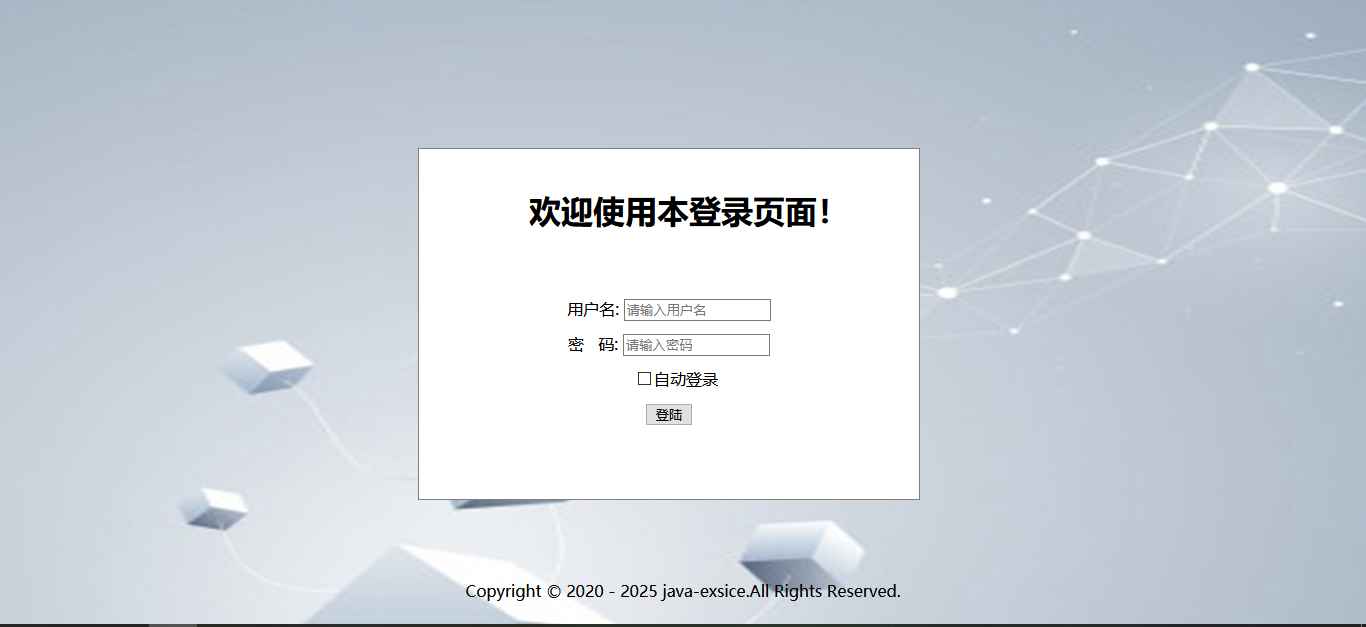 欢迎使用本登录页面！
用户名: 请输入用户名
密 码: 请输入密码
自动登录
登陆
Copyright © 2020 - 2025 java-exsice.All Rights Reserved.